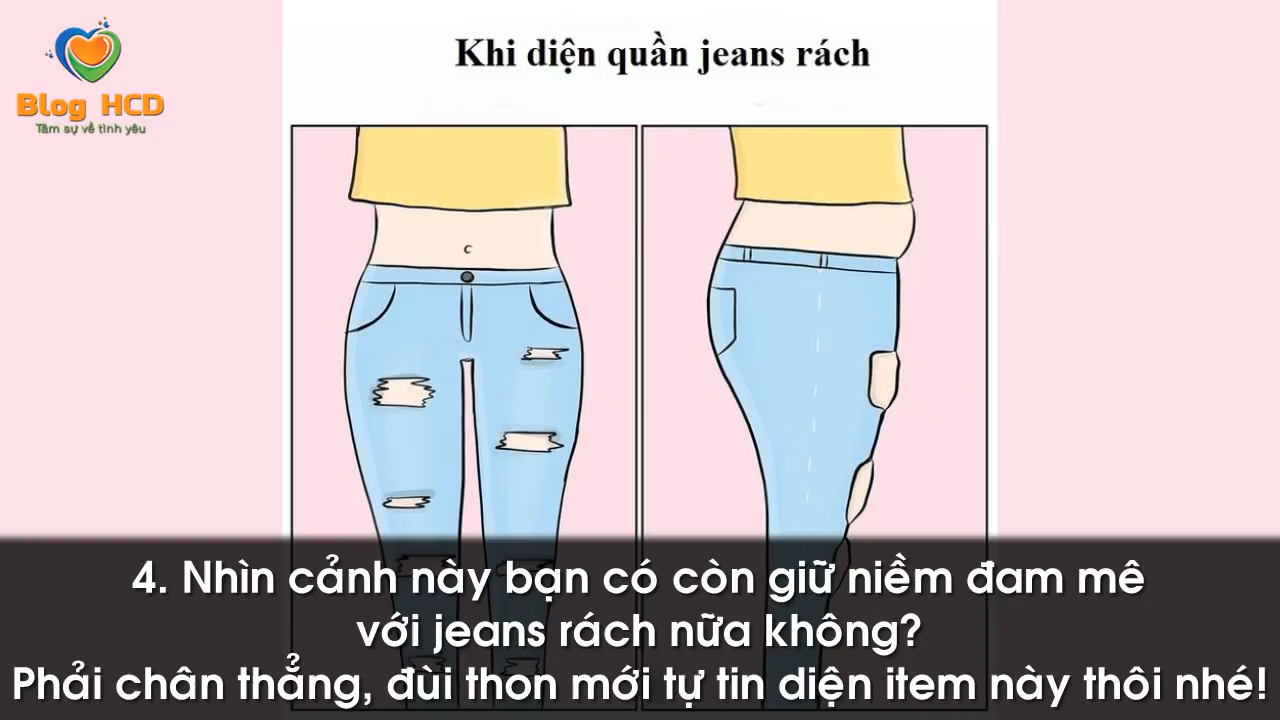 Khi diện quần jeans rách
Blog HCD
Tâm sự về tình yêu
4. Nhìn cảnh này bạn có còn giữ niềm đam mê
với jeans rách nữa không?
Phải chân thẳng, đùi thon mới tự tin diện item này thôi nhé!